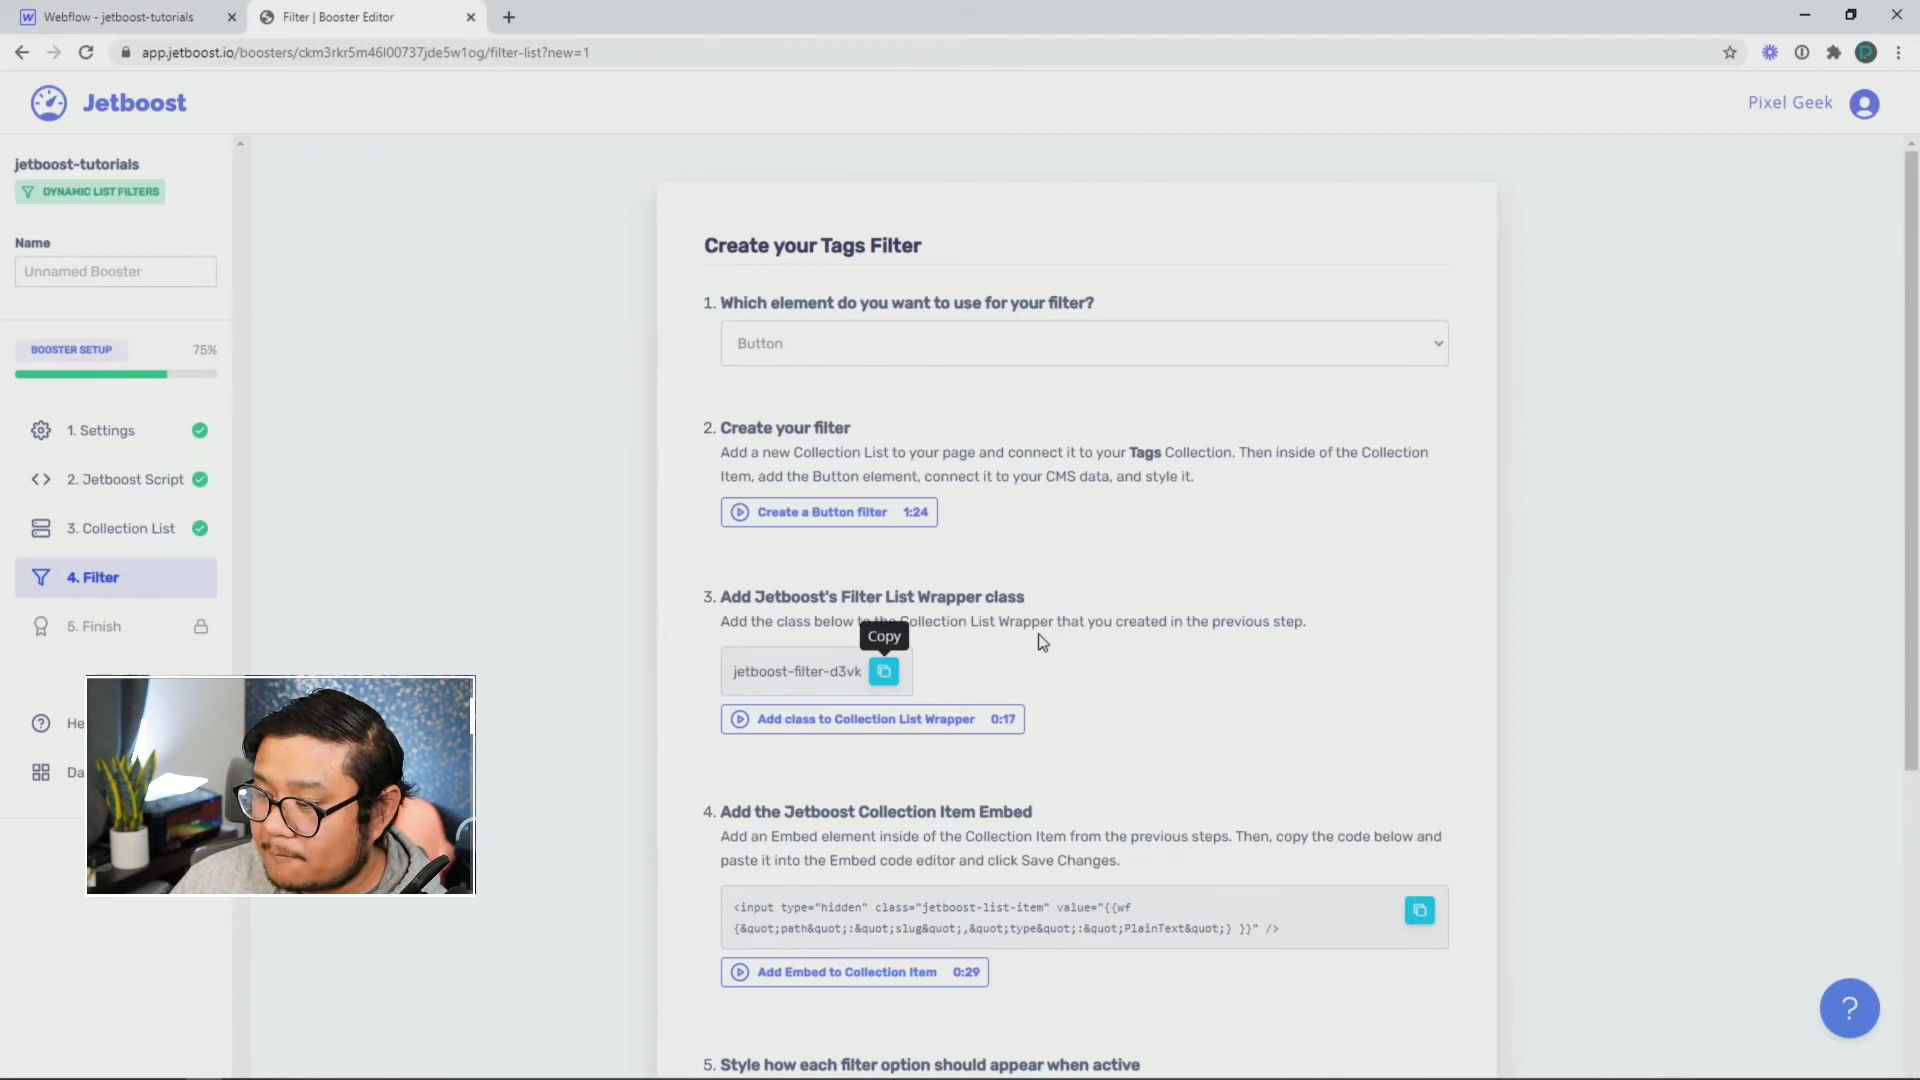 Webflow - jetboost-tutorials
Filter | Booster Editor
app.jetboost.io/boosters/ckm3rkr5m46l00737jde5w1og/filter-list?new=1
Jetboost
Pixel Geek
jetboost-tutorials
DYNAMIC LIST FILTERS
Name
Unnamed Booster
BOOSTER SETUP 75%
1. Settings
2. Jetboost Script
3. Collection List
4. Filter
5. Finish
He
Da
Create your Tags Filter
1. Which element do you want to use for your filter?
Button
2. Create your filter
Add a new Collection List to your page and connect it to your Tags Collection. Then inside of the Collection
Item, add the Button element, connect it to your CMS data, and style it.
Create a Button filter 1:24
3. Add Jetboost's Filter List Wrapper class
Add the class below to the Collection List Wrapper that you created in the previous step.
Copy
jetboost-filter-d3vk
Add class to Collection List Wrapper 0:17
4. Add the Jetboost Collection Item Embed
Add an Embed element inside of the Collection Item from the previous steps. Then, copy the code below and
paste it into the Embed code editor and click Save Changes.
<input type="hidden" class="jetboost-list-item" value="{{wf
{&quot;path&quot;:&quot;slug&quot;,&quot;type&quot;:&quot;PlainText&quot;} }}" />
Add Embed to Collection Item 0:29
?
5. Style how each filter option should appear when active